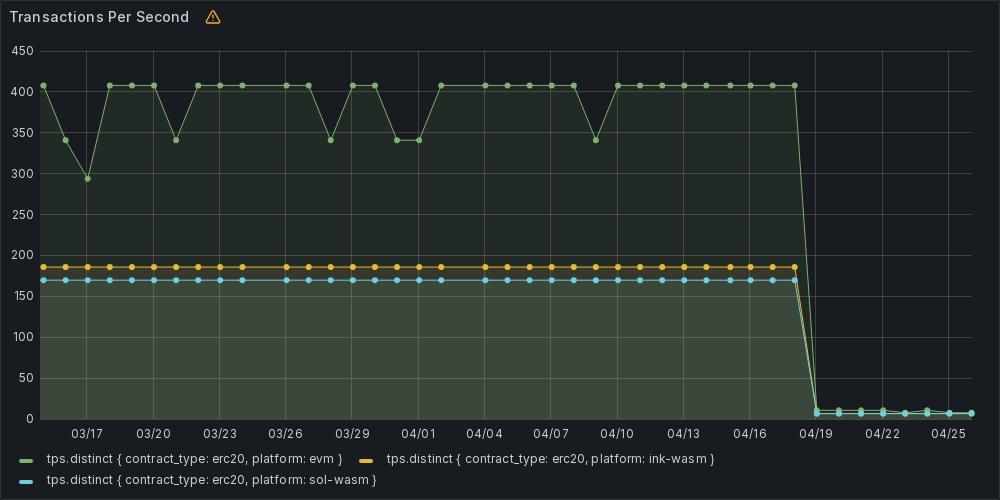 Transactions Per Second
450
400
350
300
250
200
150
100
50
0
03/17 03/20 03/23 03/26 03/29 04/01 04/04 04/07 04/10 04/13 04/16 04/19 04/22 04/25
tps.distinct { contract_type: erc20, platform: evm } tps.distinct { contract_type: erc20, platform: ink-wasm }
tps.distinct { contract_type: erc20, platform: sol-wasm }